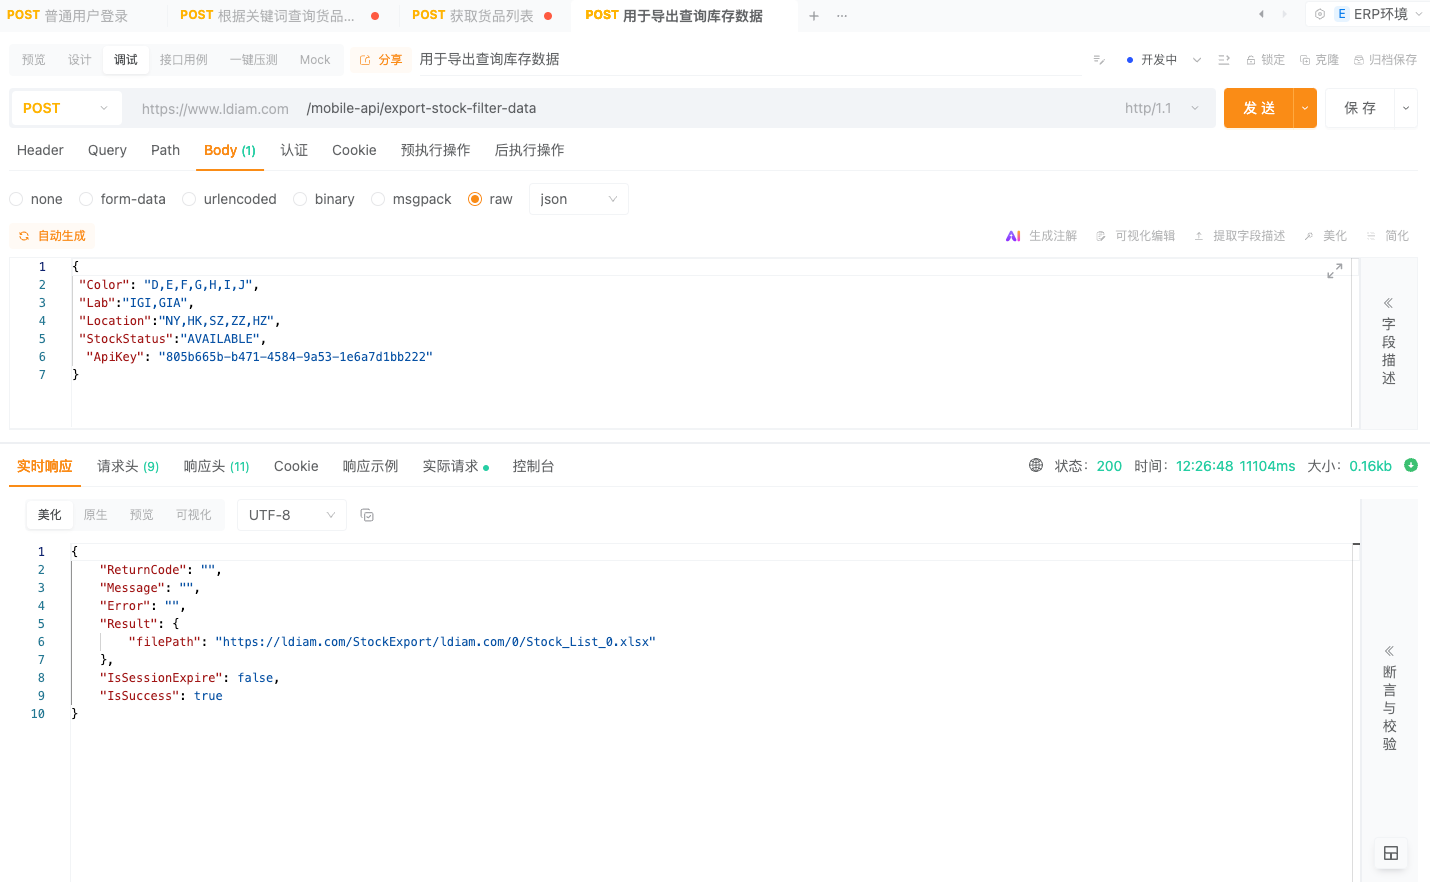 POST 普通用户登录
POST 根据关键词查询货品...
POST 获取货品列表
POST 用于导出查询库存数据
E ERP环境
预览 设计 调试 接口用例 一键压测 Mock 分享 用于导出查询库存数据
开发中 锁定 克隆 归档保存
POST https://www.ldiam.com /mobile-api/export-stock-filter-data http/1.1 发送 保存
Header Query Path Body (1) 认证 Cookie 预执行操作 后执行操作
none form-data urlencoded binary msgpack raw json
自动生成 AI 生成注解 可视化编辑 提取字段描述 美化 简化
1 {
2 "Color": "D,E,F,G,H,I,J",
3 "Lab":"IGI,GIA",
4 "Location":"NY,HK,SZ,ZZ,HZ",
5 "StockStatus":"AVAILABLE",
6 "ApiKey": "805b665b-b471-4584-9a53-1e6a7d1bb222"
7 }
字段描述
实时响应 请求头 (9) 响应头 (11) Cookie 响应示例 实际请求 控制台
状态: 200 时间: 12:26:48 11104ms 大小: 0.16kb
美化 原生 预览 可视化 UTF-8
1 {
2 "ReturnCode": "",
3 "Message": "",
4 "Error": "",
5 "Result": {
6 "filePath": "https://ldiam.com/StockExport/ldiam.com/0/Stock_List_0.xlsx"
7 },
8 "IsSessionExpire": false,
9 "IsSuccess": true
10 }
断言与校验